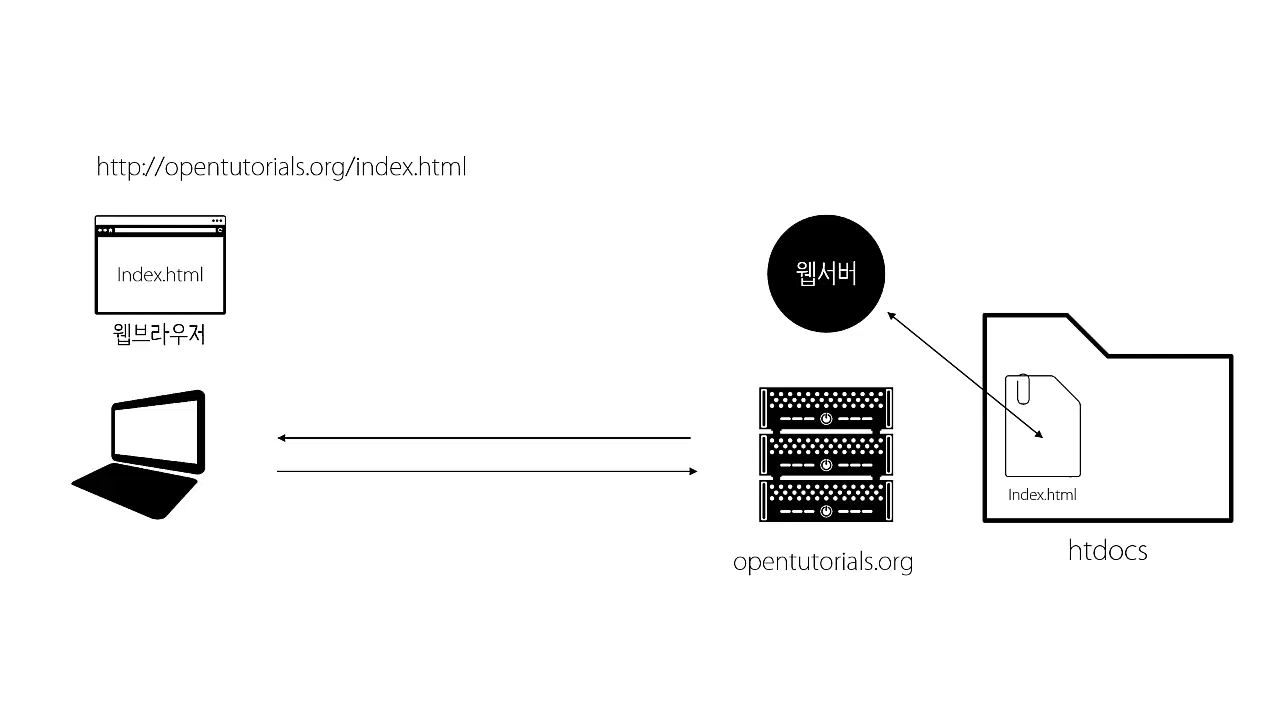 http://opentutorials.org/index.html
Index.html
웹브라우저
웹서버
Index.html
htdocs
opentutorials.org